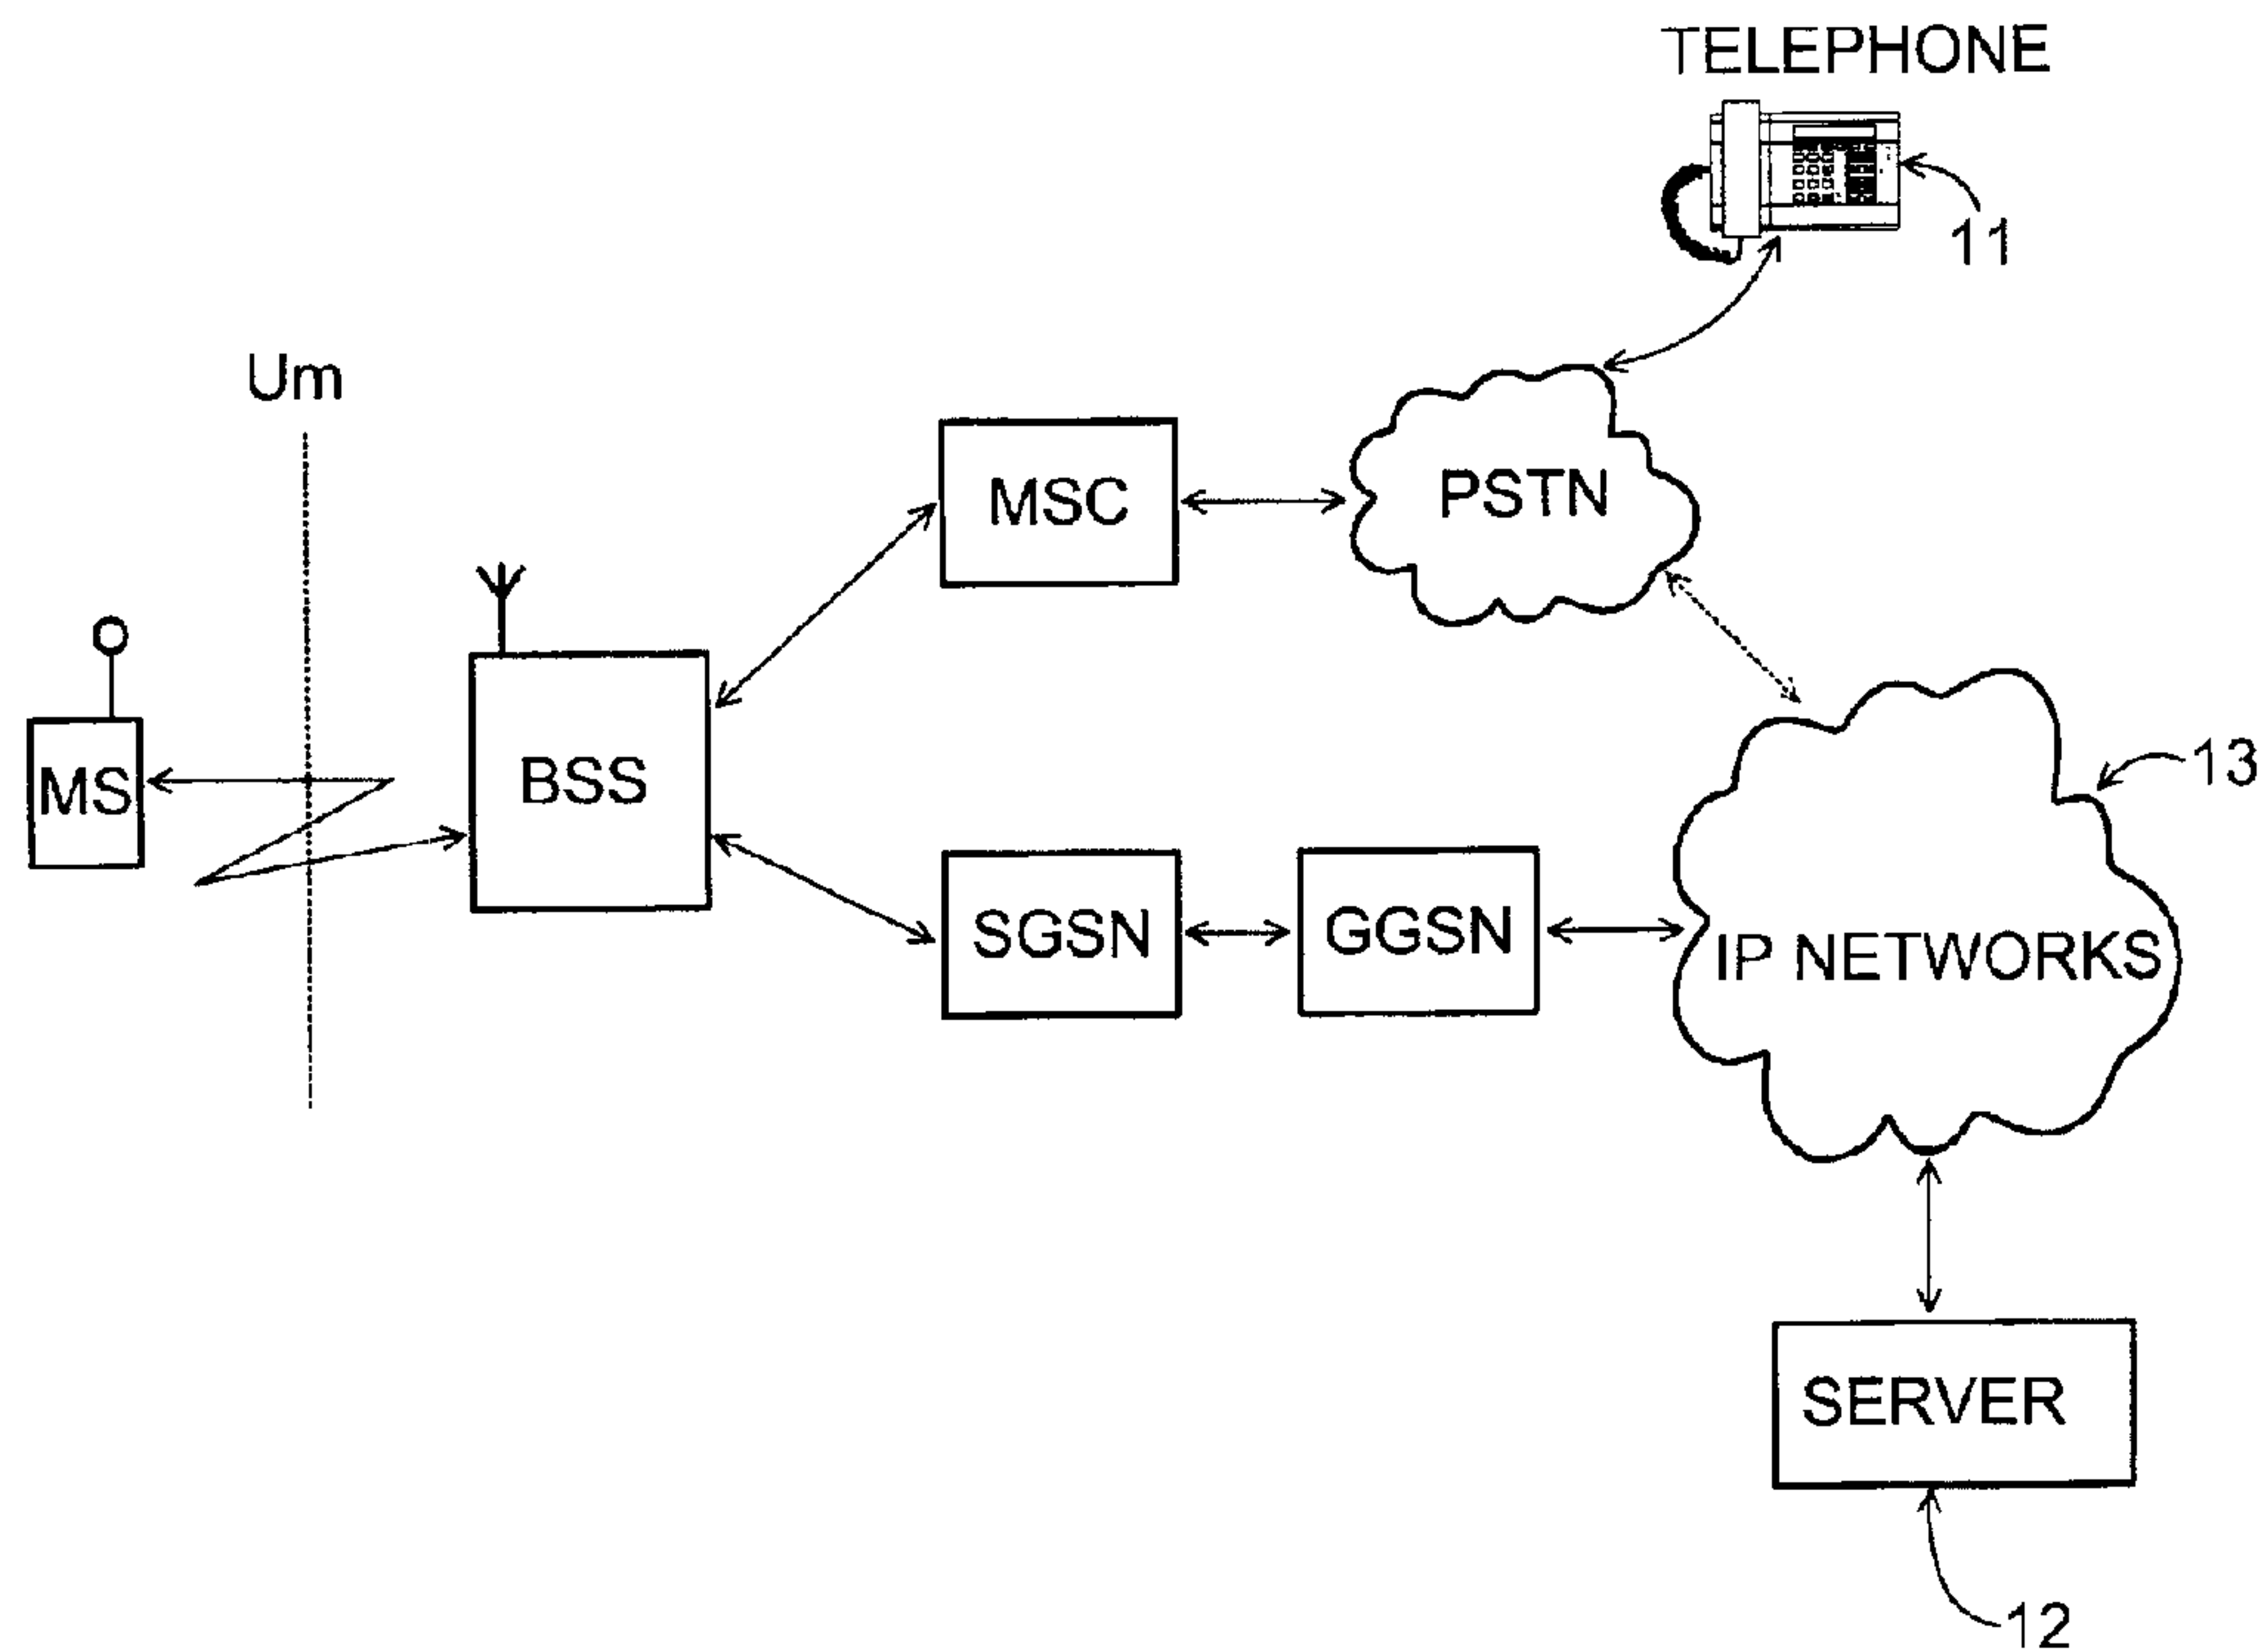 TELEPHONE
11
Um
MSC
PSTN
MS
BSS
13
SGSN
GGSN
IP NETWORKS
SERVER
12